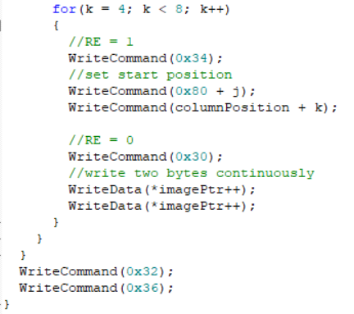 for(k = 4; k < 8; k++)
{
//RE = 1
WriteCommand(0x34);
//set start position
WriteCommand(0x80 + j);
WriteCommand(columnPosition + k);
//RE = 0
WriteCommand(0x30);
//write two bytes continuously
WriteData(*imagePtr++);
WriteData(*imagePtr++);
}
}
}
WriteCommand(0x32);
WriteCommand(0x36);
}